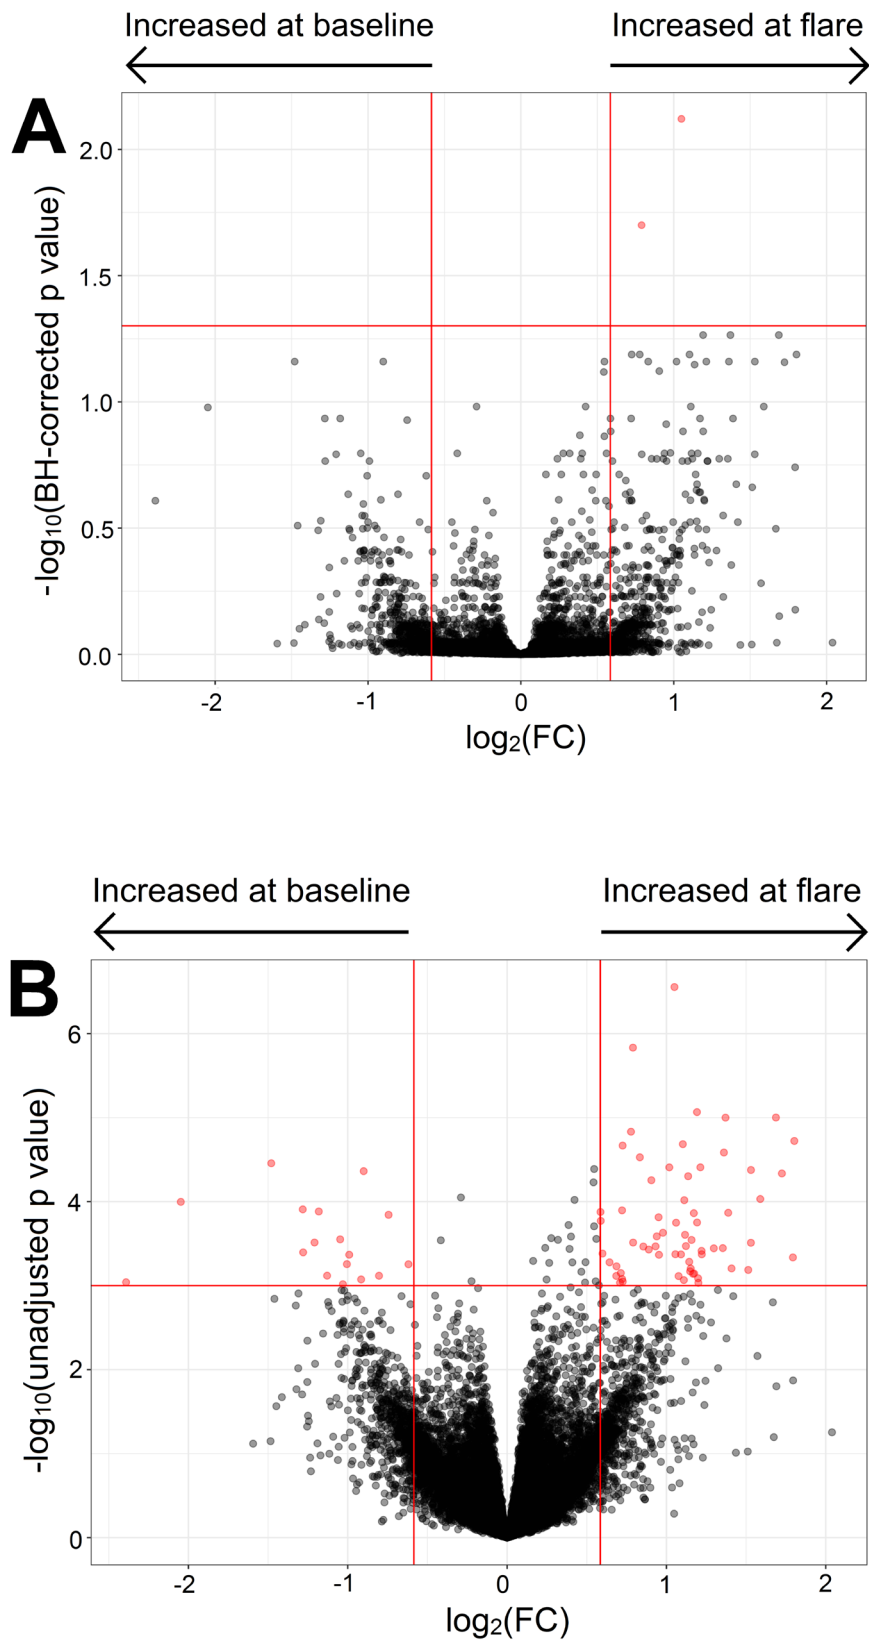 Increased at baseline Increased at flare
A
-log₁₀(BH-corrected p value)
2.0
1.5
1.0
0.5
0.0
-2 -1 0 1 2
log₂(FC)
Increased at baseline Increased at flare
B
-log₁₀(unadjusted p value)
6
4
2
0
-2 -1 0 1 2
log₂(FC)